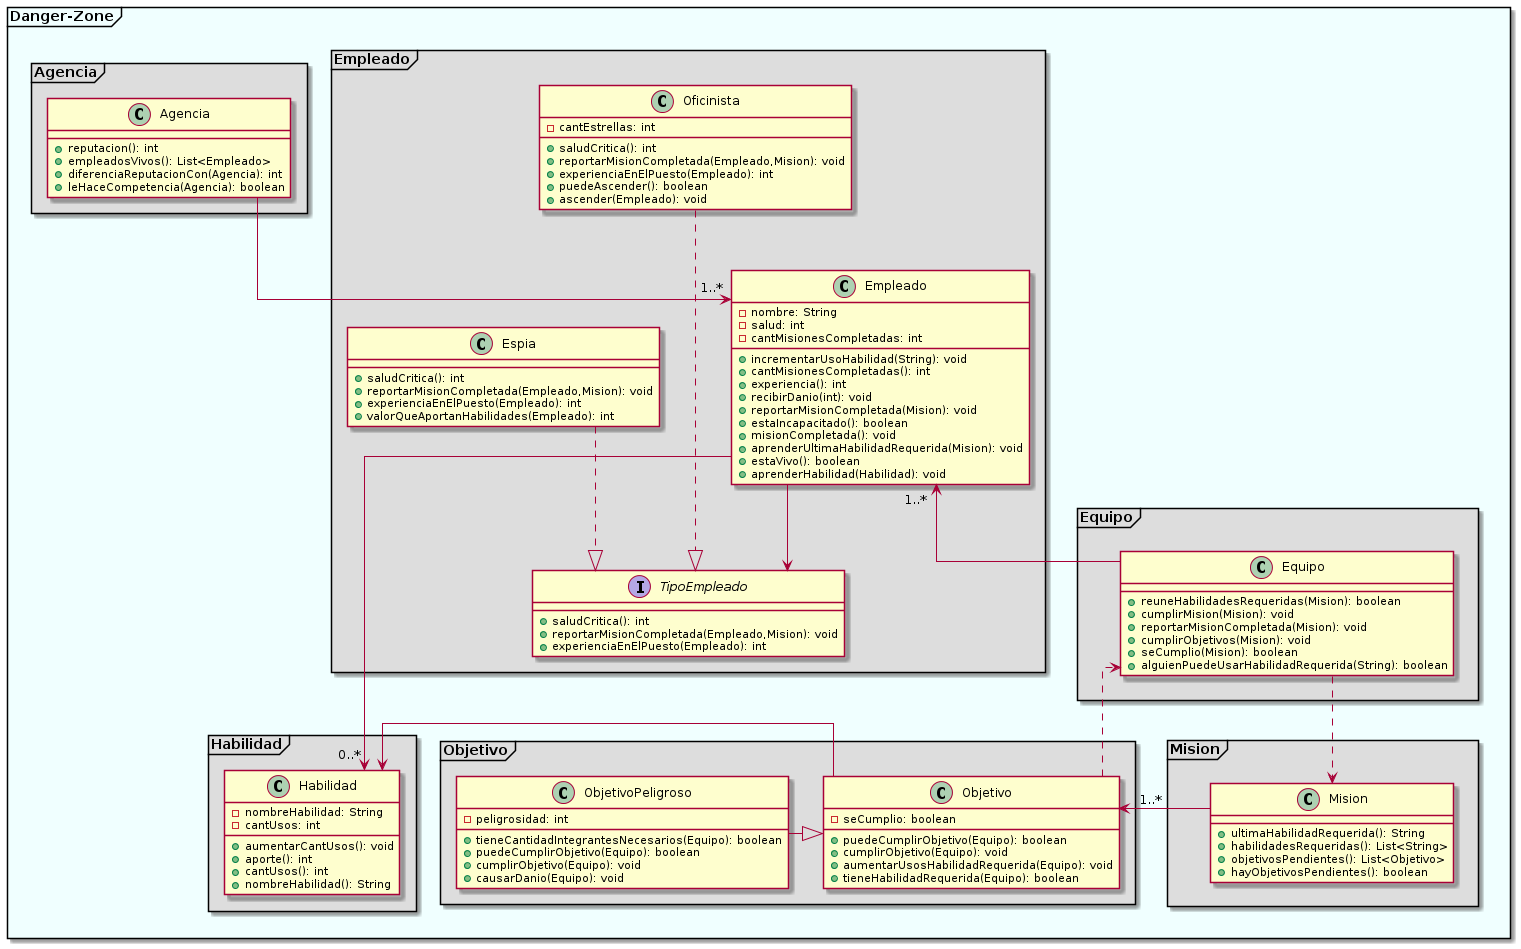 Danger-Zone
Agencia
C Agencia
reputacion(): int
empleadosVivos(): List<Empleado>
diferenciaReputacionCon(Agencia): int
leHaceCompetencia(Agencia): boolean
Empleado
C Oficinista
cantEstrellas: int
saludCritica(): int
reportarMisionCompletada(Empleado,Mision): void
experienciaEnElPuesto(Empleado): int
puedeAscender(): boolean
ascender(Empleado): void
1..*
C Empleado
nombre: String
salud: int
cantMisionesCompletadas: int
incrementarUsoHabilidad(String): void
cantMisionesCompletadas(): int
experiencia(): int
recibirDanio(int): void
reportarMisionCompletada(Mision): void
estaIncapacitado(): boolean
misionCompletada(): void
aprenderUltimaHabilidadRequerida(Mision): void
estaVivo(): boolean
aprenderHabilidad(Habilidad): void
C Espia
saludCritica(): int
reportarMisionCompletada(Empleado,Mision): void
experienciaEnElPuesto(Empleado): int
valorQueAportanHabilidades(Empleado): int
1..*
I TipoEmpleado
saludCritica(): int
reportarMisionCompletada(Empleado,Mision): void
experienciaEnElPuesto(Empleado): int
Equipo
C Equipo
reuneHabilidadesRequeridas(Mision): boolean
cumplirMision(Mision): void
reportarMisionCompletada(Mision): void
cumplirObjetivos(Mision): void
seCumplio(Mision): boolean
alguienPuedeUsarHabilidadRequerida(String): boolean
Habilidad
0..*
C Habilidad
nombreHabilidad: String
cantUsos: int
aumentarCantUsos(): void
aporte(): int
cantUsos(): int
nombreHabilidad(): String
Objetivo
C ObjetivoPeligroso
peligrosidad: int
tieneCantidadIntegrantesNecesarios(Equipo): boolean
puedeCumplirObjetivo(Equipo): boolean
cumplirObjetivo(Equipo): void
causarDanio(Equipo): void
C Objetivo
seCumplio: boolean
puedeCumplirObjetivo(Equipo): boolean
cumplirObjetivo(Equipo): void
aumentarUsosHabilidadRequerida(Equipo): void
tieneHabilidadRequerida(Equipo): boolean
1..*
Mision
C Mision
ultimaHabilidadRequerida(): String
habilidadesRequeridas(): List<String>
objetivosPendientes(): List<Objetivo>
hayObjetivosPendientes(): boolean